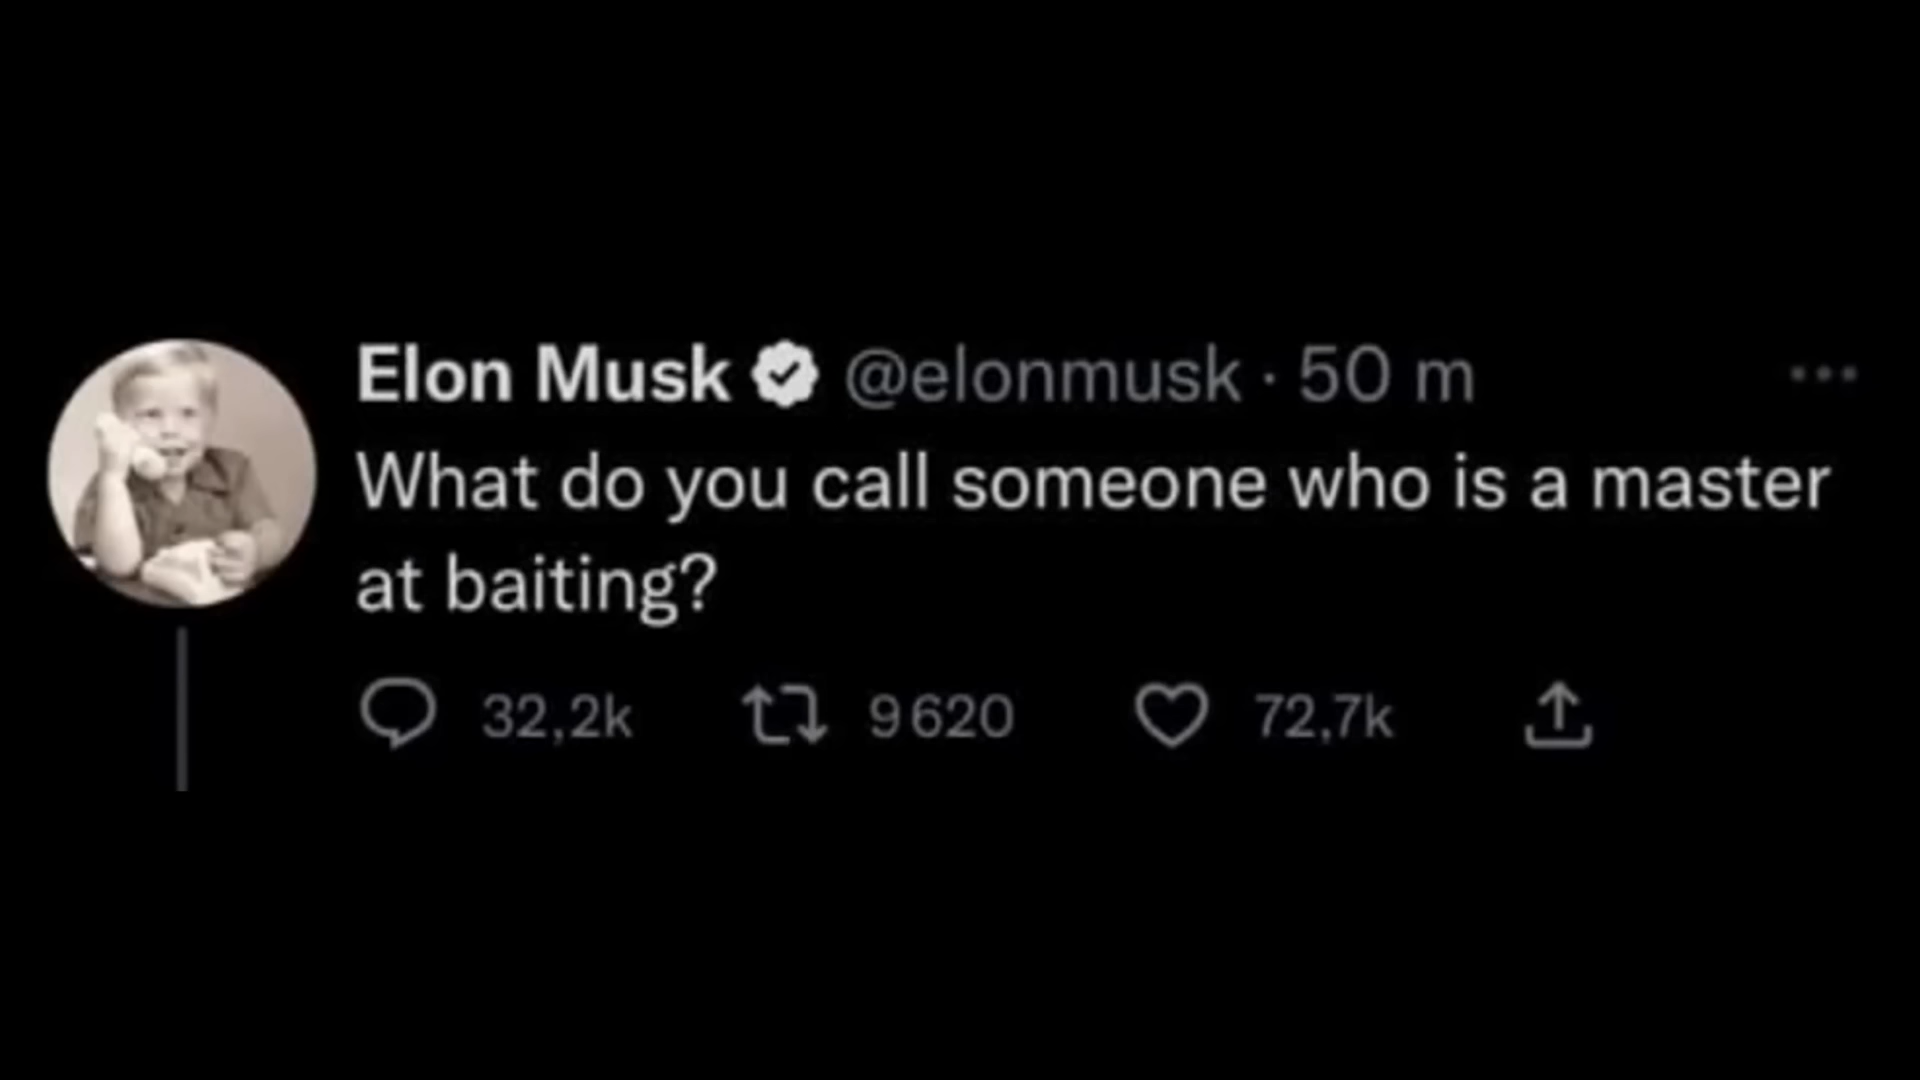 Elon Musk @elonmusk · 50 m
What do you call someone who is a master
at baiting?
32,2k 9 620 72,7k